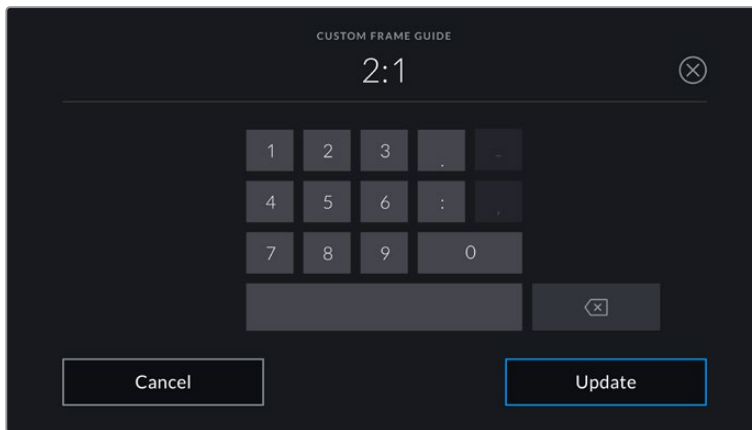 CUSTOM FRAME GUIDE
2:1
1 2 3 . -
4 5 6 : ,
7 8 9 0
Cancel Update